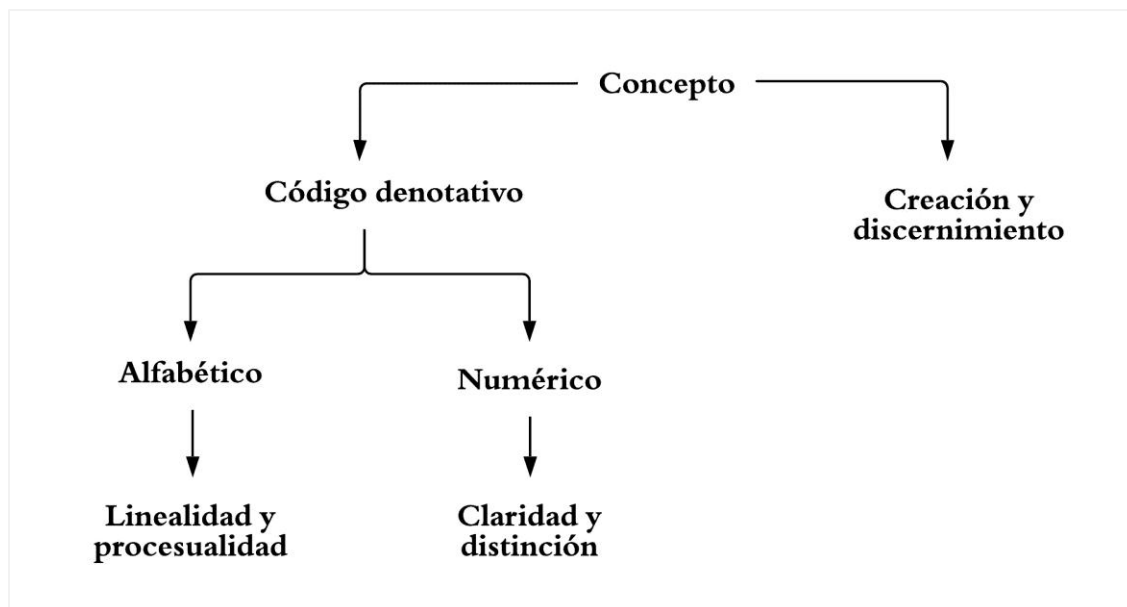 Concepto
Código denotativo
Creación y
discernimiento
Alfabético
Numérico
Linealidad y
procesualidad
Claridad y
distinción